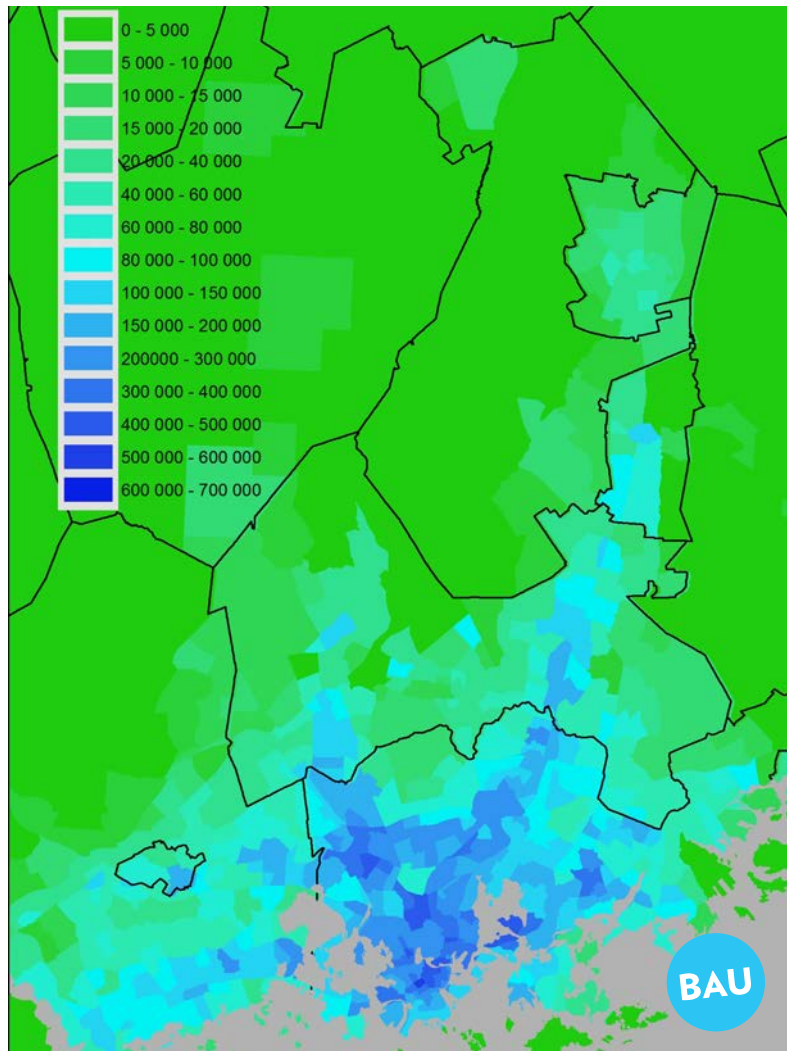 0 - 5 000
5 000 - 10 000
10 000 - 15 000
15 000 - 20 000
20 000 - 40 000
40 000 - 60 000
60 000 - 80 000
80 000 - 100 000
100 000 - 150 000
150 000 - 200 000
200000 - 300 000
300 000 - 400 000
400 000 - 500 000
500 000 - 600 000
600 000 - 700 000
BAU